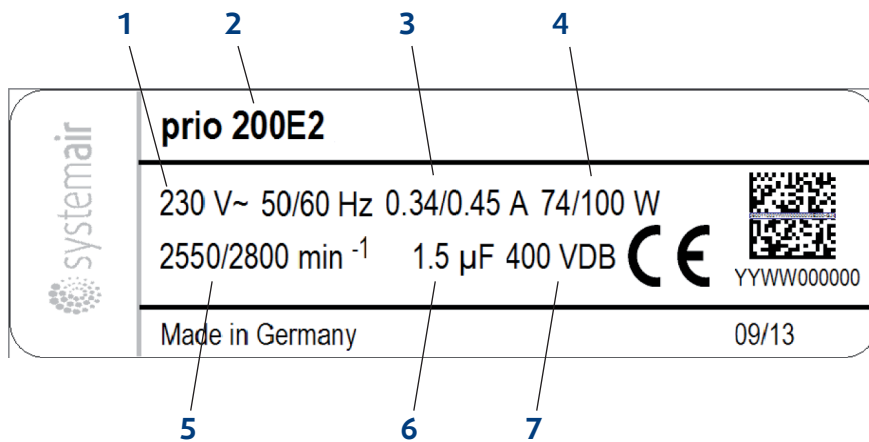 1 2 3 4
systemair
prio 200E2
230 V~ 50/60 Hz 0.34/0.45 A 74/100 W
2550/2800 min -1 1.5 µF 400 VDB CE
YYWW000000
Made in Germany 09/13
5 6 7